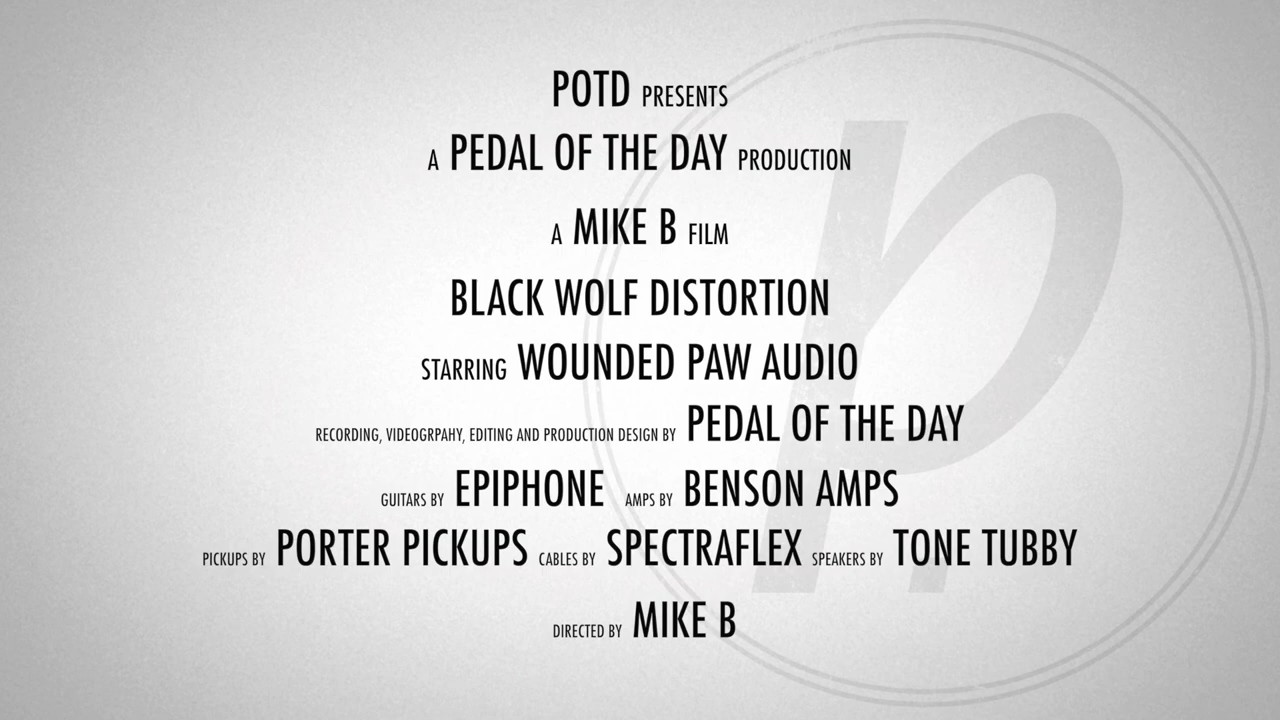 POTD PRESENTS
A PEDAL OF THE DAY PRODUCTION
A MIKE B FILM
BLACK WOLF DISTORTION
STARRING WOUNDED PAW AUDIO
RECORDING, VIDEOGRPAHY, EDITING AND PRODUCTION DESIGN BY PEDAL OF THE DAY
GUITARS BY EPIPHONE AMPS BY BENSON AMPS
PICKUPS BY PORTER PICKUPS CABLES BY SPECTRAFLEX SPEAKERS BY TONE TUBBY
DIRECTED BY MIKE B